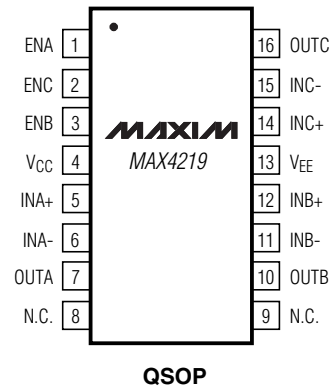 ENA 1 16 OUTC
ENC 2 15 INC-
ENB 3 MAXIM 14 INC+
VCC 4 MAX4219 13 VEE
INA+ 5 12 INB+
INA- 6 11 INB-
OUTA 7 10 OUTB
N.C. 8 9 N.C.
QSOP